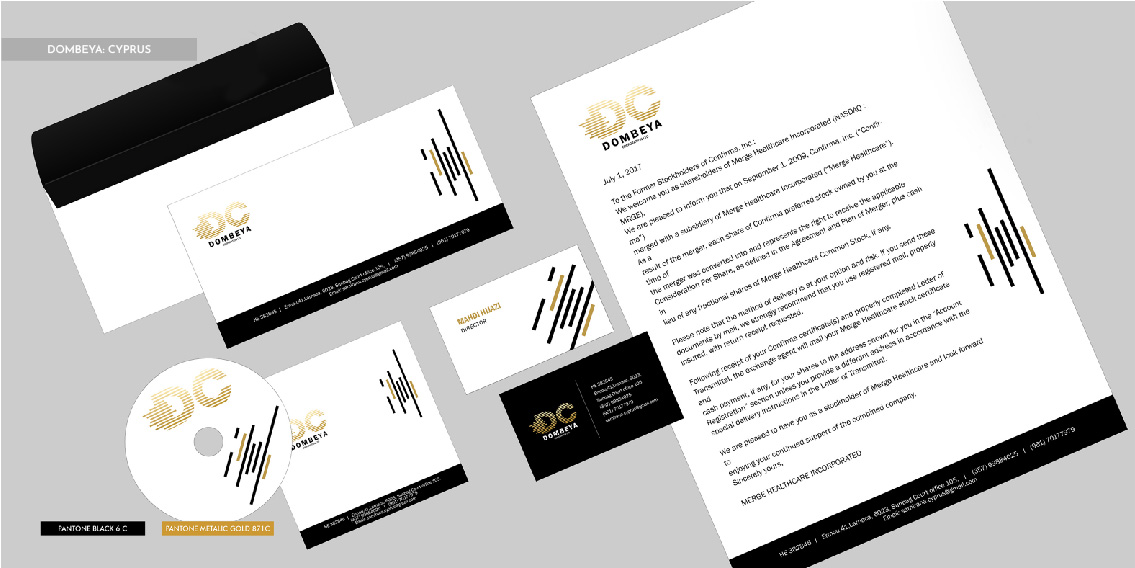 DOMBEYA: CYPRUS
DC
DOMBEYA
July 1, 2017
To the Former Stockholders of Confirma, Inc.:
We welcome you as shareholders of Merge Healthcare Incorporated (NASDAQ -
MRGE).
We are pleased to inform you that on September 1, 2009, Confirma, Inc. ("Confi-
rma")
merged with a subsidiary of Merge Healthcare Incorporated ("Merge Healthcare").
As a
result of the merger, each share of Confirma preferred stock owned by you at the
time of
the merger was converted into and represents the right to receive the applicable
Consideration Per Share, as defined in the Agreement and Plan of Merger, plus cash
in
lieu of any fractional shares of Merge Healthcare Common Stock, if any.
Please note that the method of delivery is at your option and risk. If you send these
documents by mail, we strongly recommend that you use registered mail, properly
insured, with return receipt requested.
Following receipt of your Confirma certificate(s) and properly completed Letter of
Transmittal, the exchange agent will mail your Merge Healthcare stock certificate
and
cash payment, if any, for your shares to the address shown for you in the "Account
Registration" section unless you provide a different address in accordance with the
special delivery instructions in the Letter of Transmittal.
We are pleased to have you as a stockholder of Merge Healthcare and look forward
to
enjoying your continued support of the combined company.
Sincerely yours,
MERGE HEALTHCARE INCORPORATED
DC
DOMBEYA
DIRECTOR
DC
DOMBEYA
DC
DC
DOMBEYA
PANTONE BLACK 6 C
PANTONE METALIC GOLD 871 C